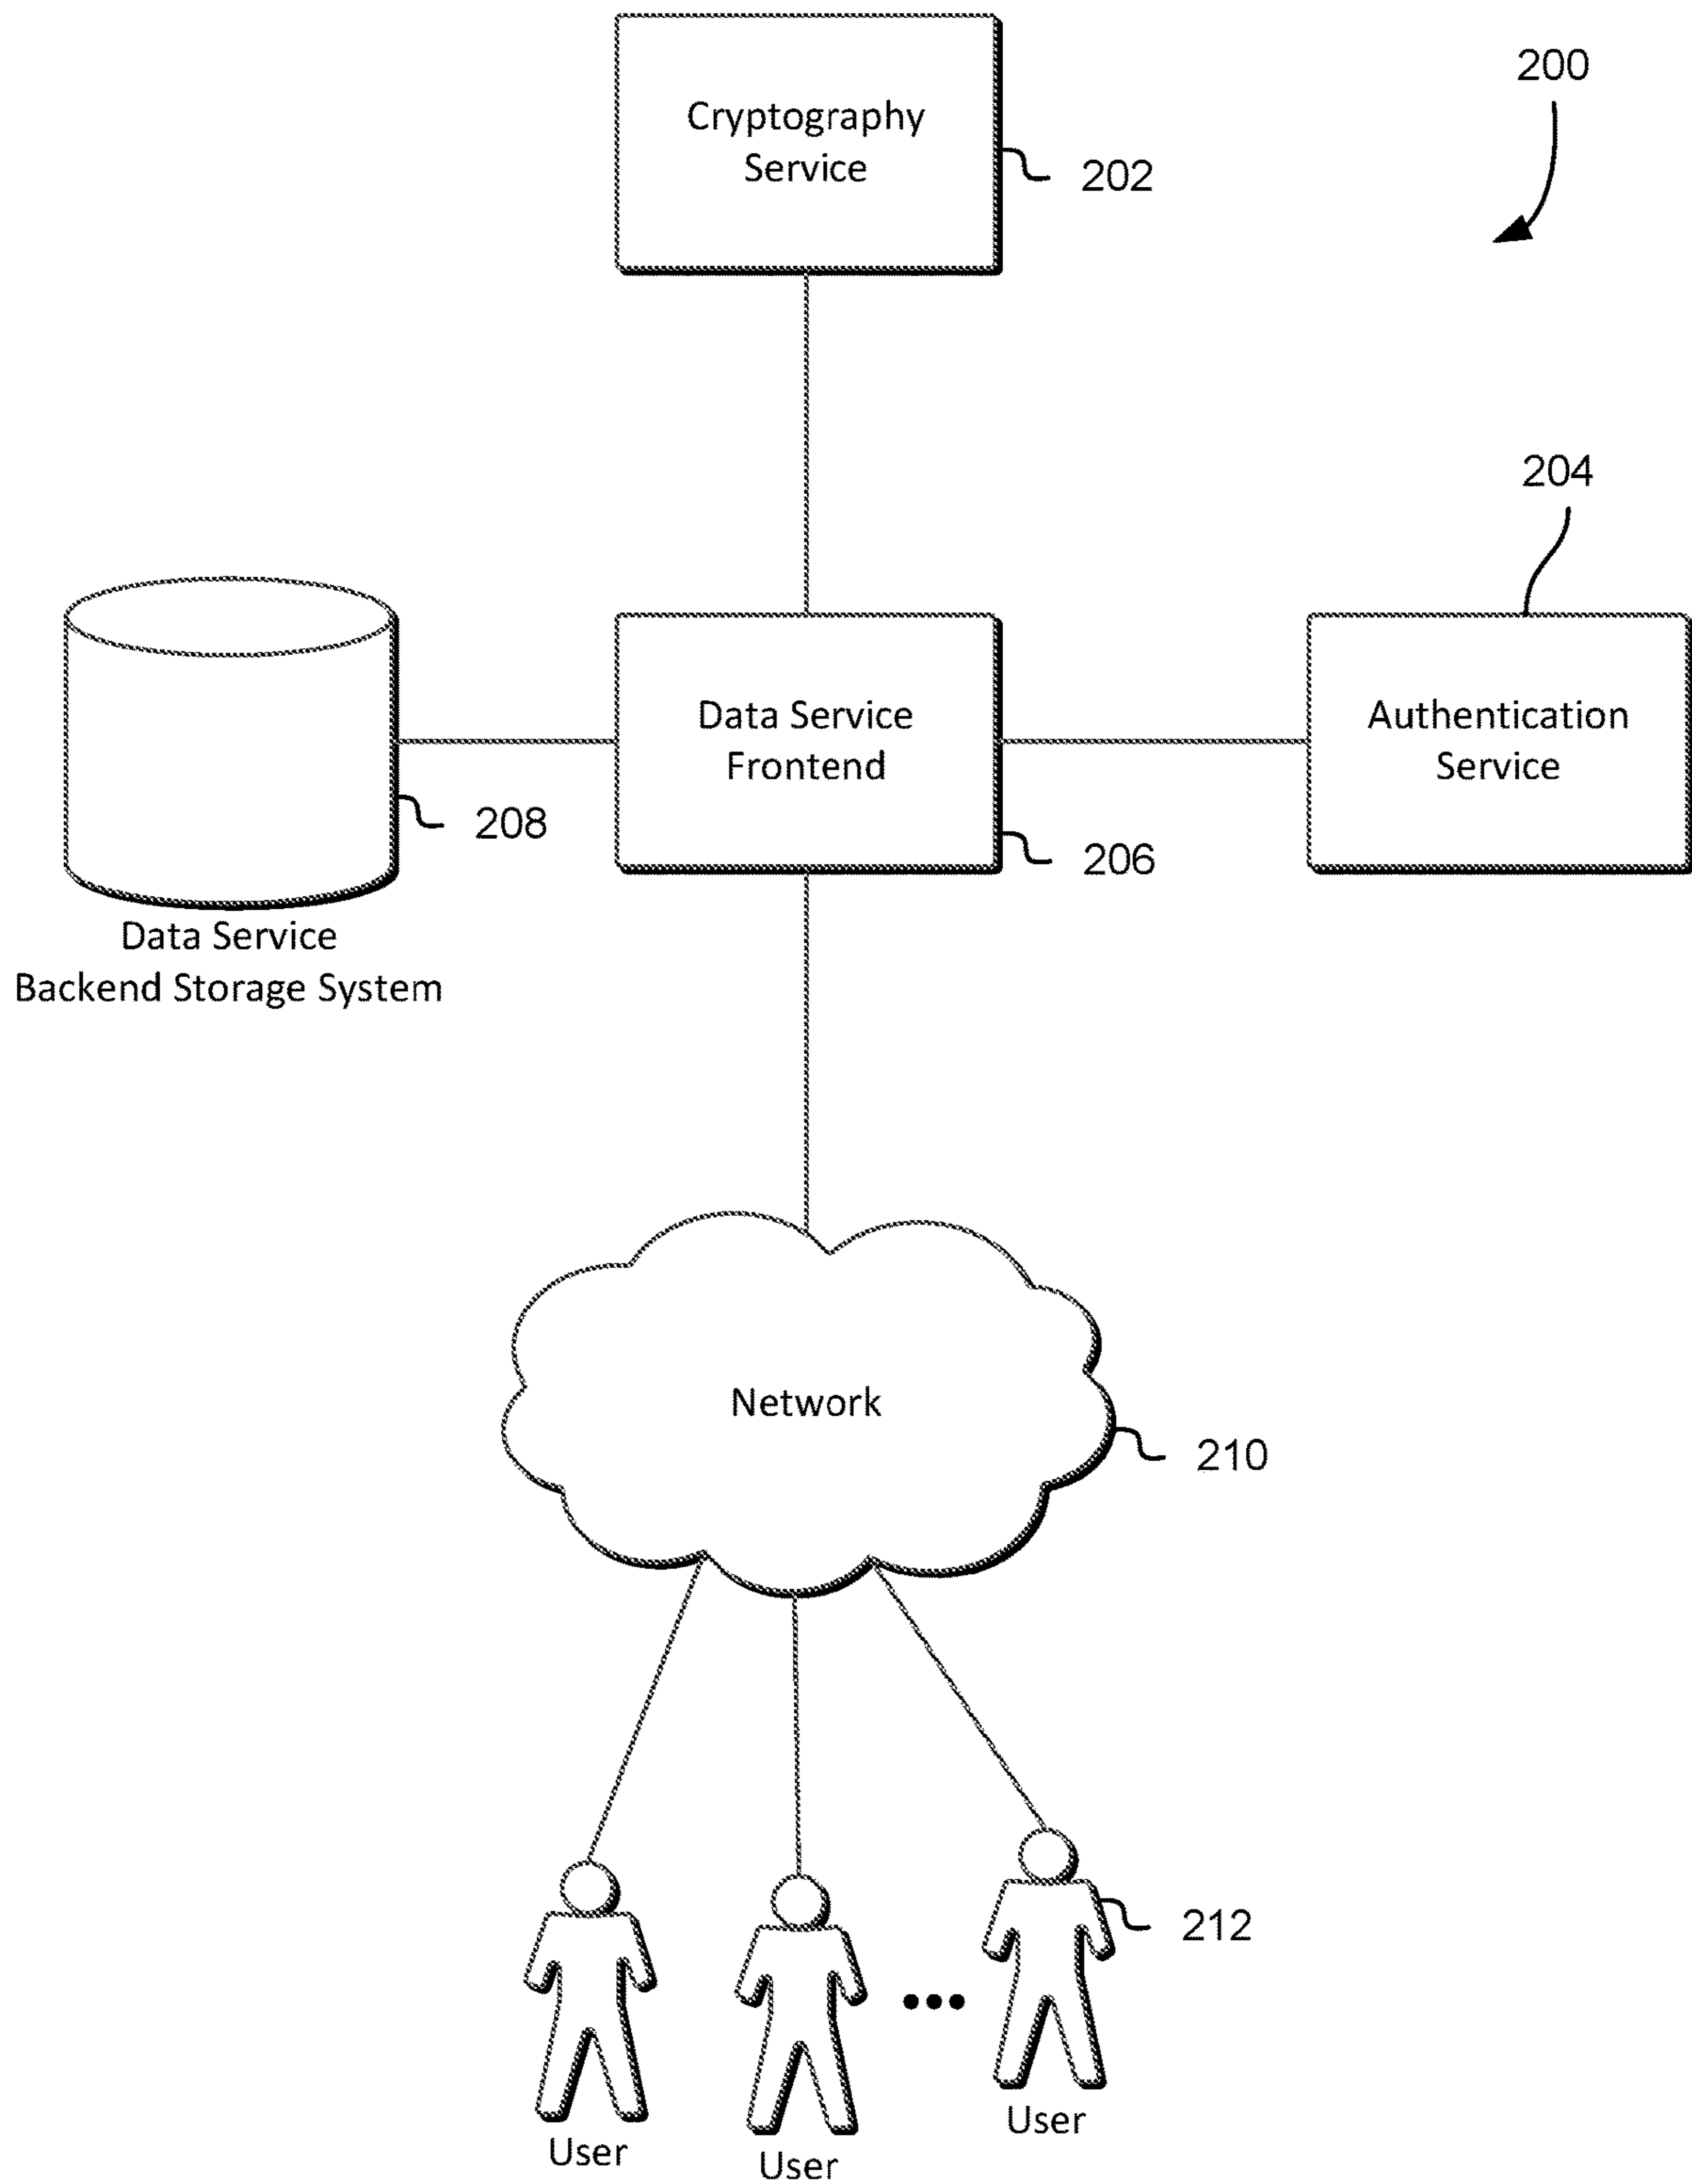 200
Cryptography
Service
202
204
Data Service
Frontend
Authentication
Service
208
206
Data Service
Backend Storage System
Network
210
212
User
User
User